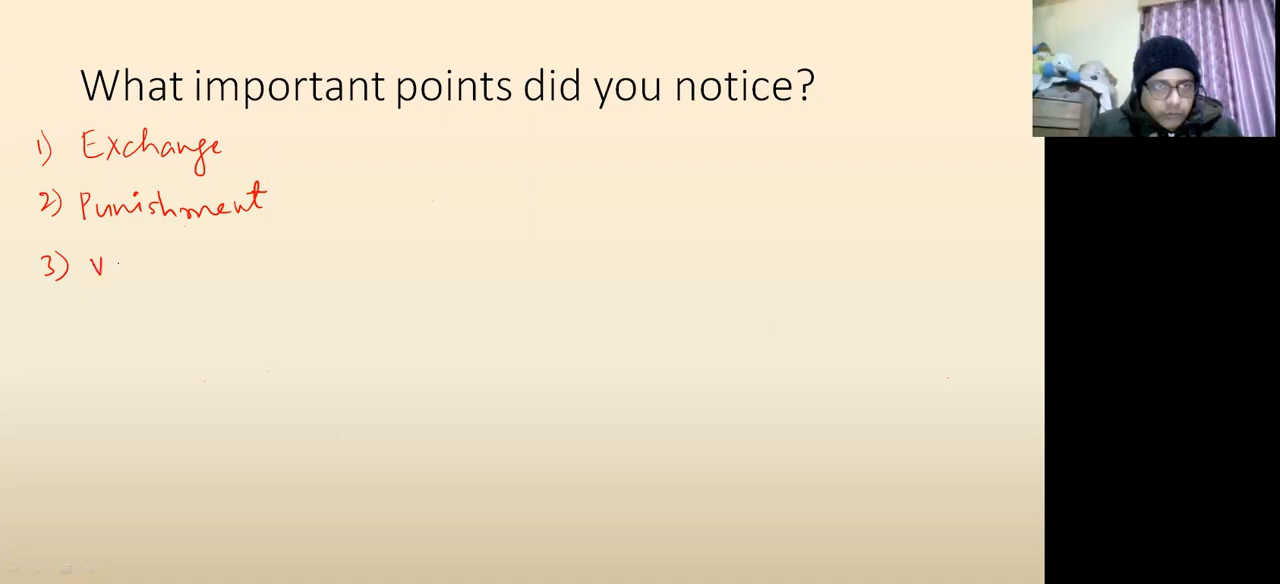 What important points did you notice?
1) Exchange
2) Punishment
3) V